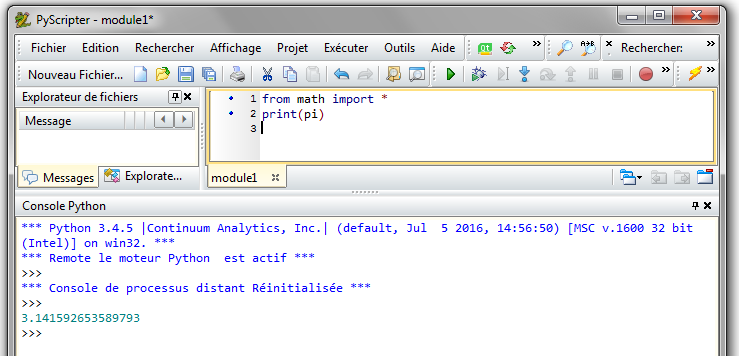 PyScripter - module1*
Fichier Edition Rechercher Affichage Projet Exécuter Outils Aide » » × Rechercher: »
Nouveau Fichier... » »
Explorateur de fichiers
Message
Messages Explorate...
1 from math import *
2 print(pi)
3
module1
Console Python
*** Python 3.4.5 |Continuum Analytics, Inc.| (default, Jul  5 2016, 14:56:50) [MSC v.1600 32 bit
(Intel)] on win32. ***
*** Remote le moteur Python  est actif ***
>>>
*** Console de processus distant Réinitialisée ***
>>>
3.141592653589793
>>>